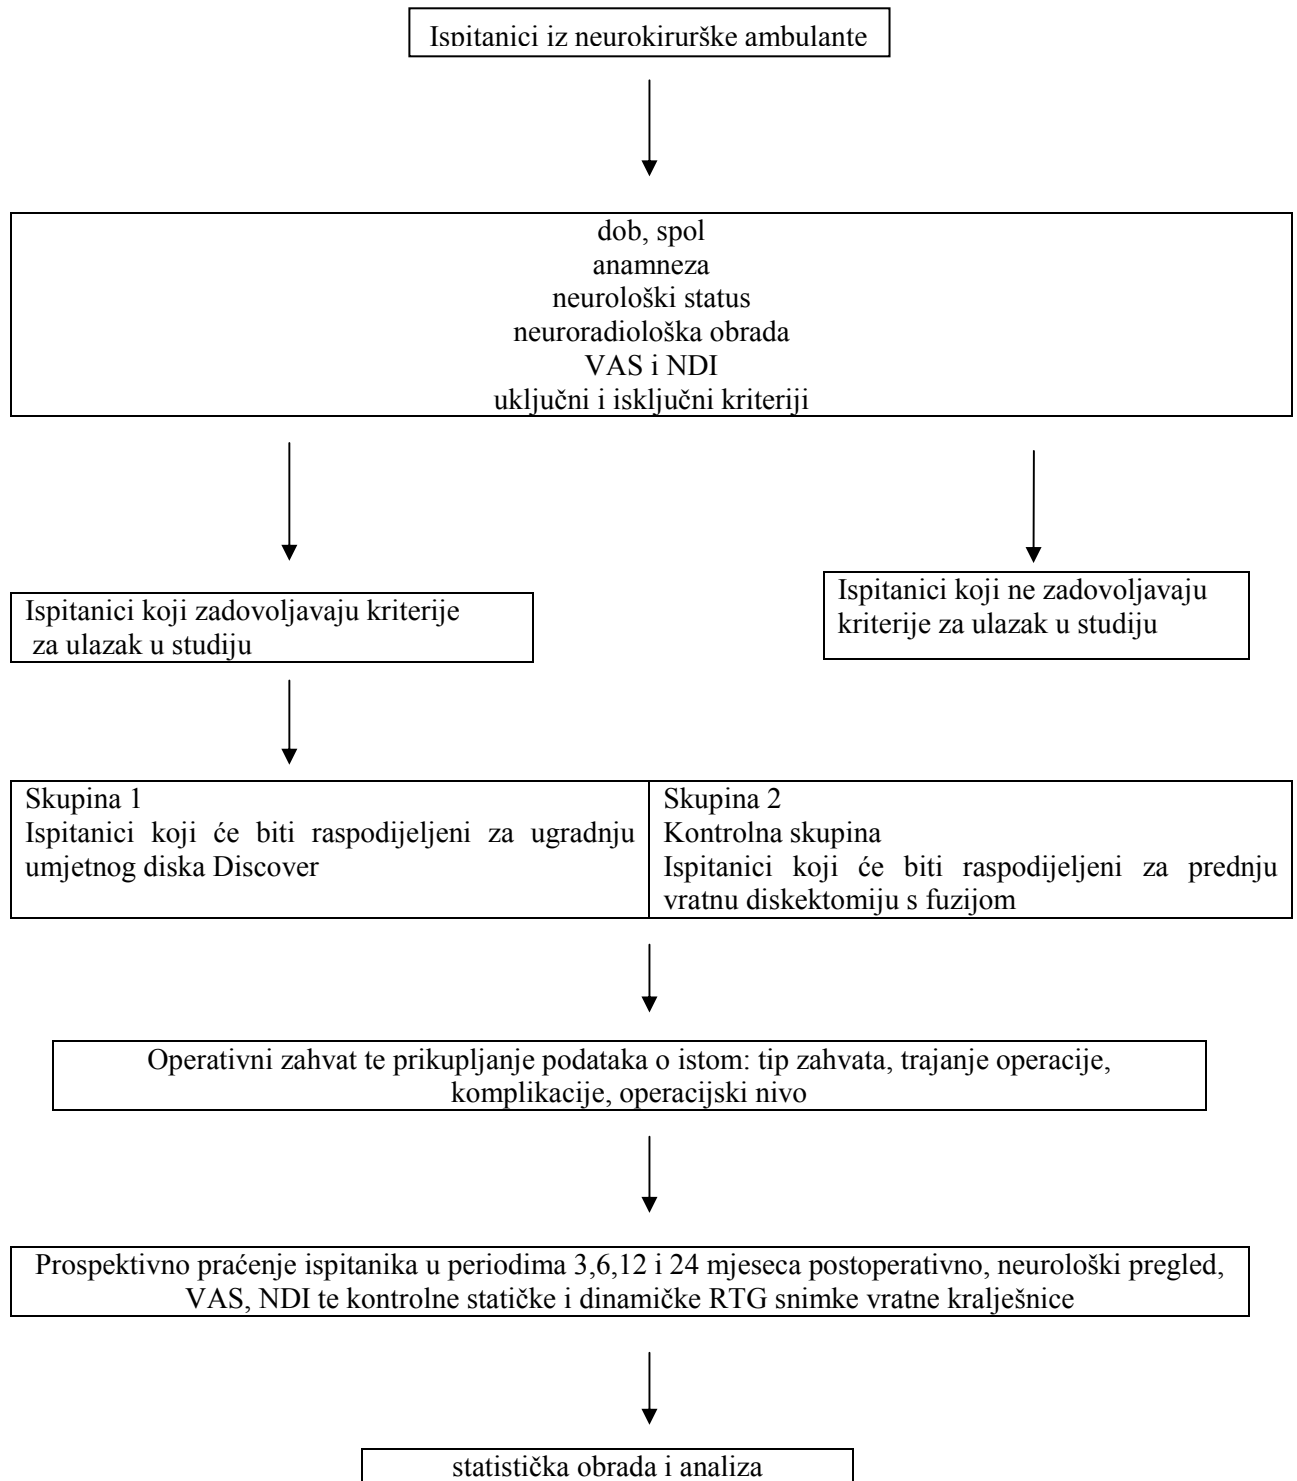 Ispitanici iz neurokirurške ambulante
dob, spol
anamneza
neurološki status
neuroradiološka obrada
VAS i NDI
uključni i isključni kriteriji
Ispitanici koji zadovoljavaju kriterije
za ulazak u studiju
Ispitanici koji ne zadovoljavaju
kriterije za ulazak u studiju
Skupina 1
Ispitanici koji će biti raspodijeljeni za ugradnju
umjetnog diska Discover
Skupina 2
Kontrolna skupina
Ispitanici koji će biti raspodijeljeni za prednju
vratnu diskektomiju s fuzijom
Operativni zahvat te prikupljanje podataka o istom: tip zahvata, trajanje operacije,
komplikacije, operacijski nivo
Prospektivno praćenje ispitanika u periodima 3,6,12 i 24 mjeseca postoperativno, neurološki pregled,
VAS, NDI te kontrolne statičke i dinamičke RTG snimke vratne kralješnice
statistička obrada i analiza